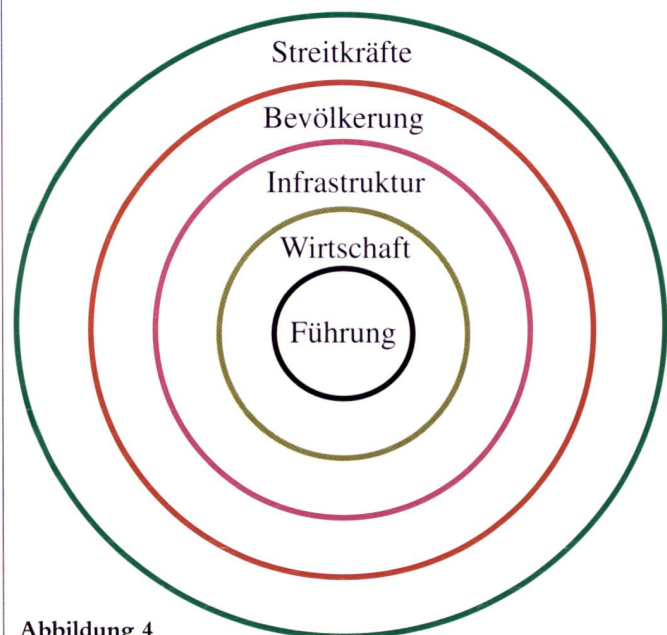 Streitkräfte
Bevölkerung
Infrastruktur
Wirtschaft
Führung
Abbildung 4